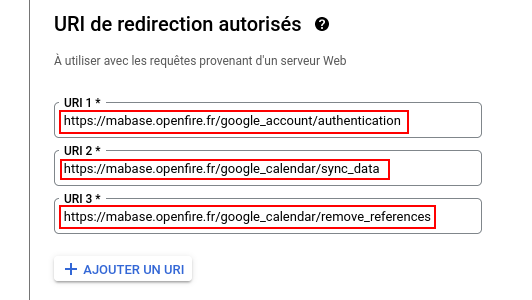 URI de redirection autorisés ?
À utiliser avec les requêtes provenant d'un serveur Web
URI 1 *
https://mabase.openfire.fr/google_account/authentication
URI 2 *
https://mabase.openfire.fr/google_calendar/sync_data
URI 3 *
https://mabase.openfire.fr/google_calendar/remove_references
+ AJOUTER UN URI